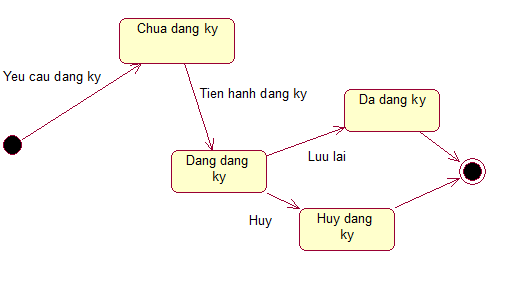 Chua dang ky
Yeu cau dang ky
Tien hanh dang ky
Da dang ky
Dang dang
ky
Luu lai
Huy
Huy dang
ky